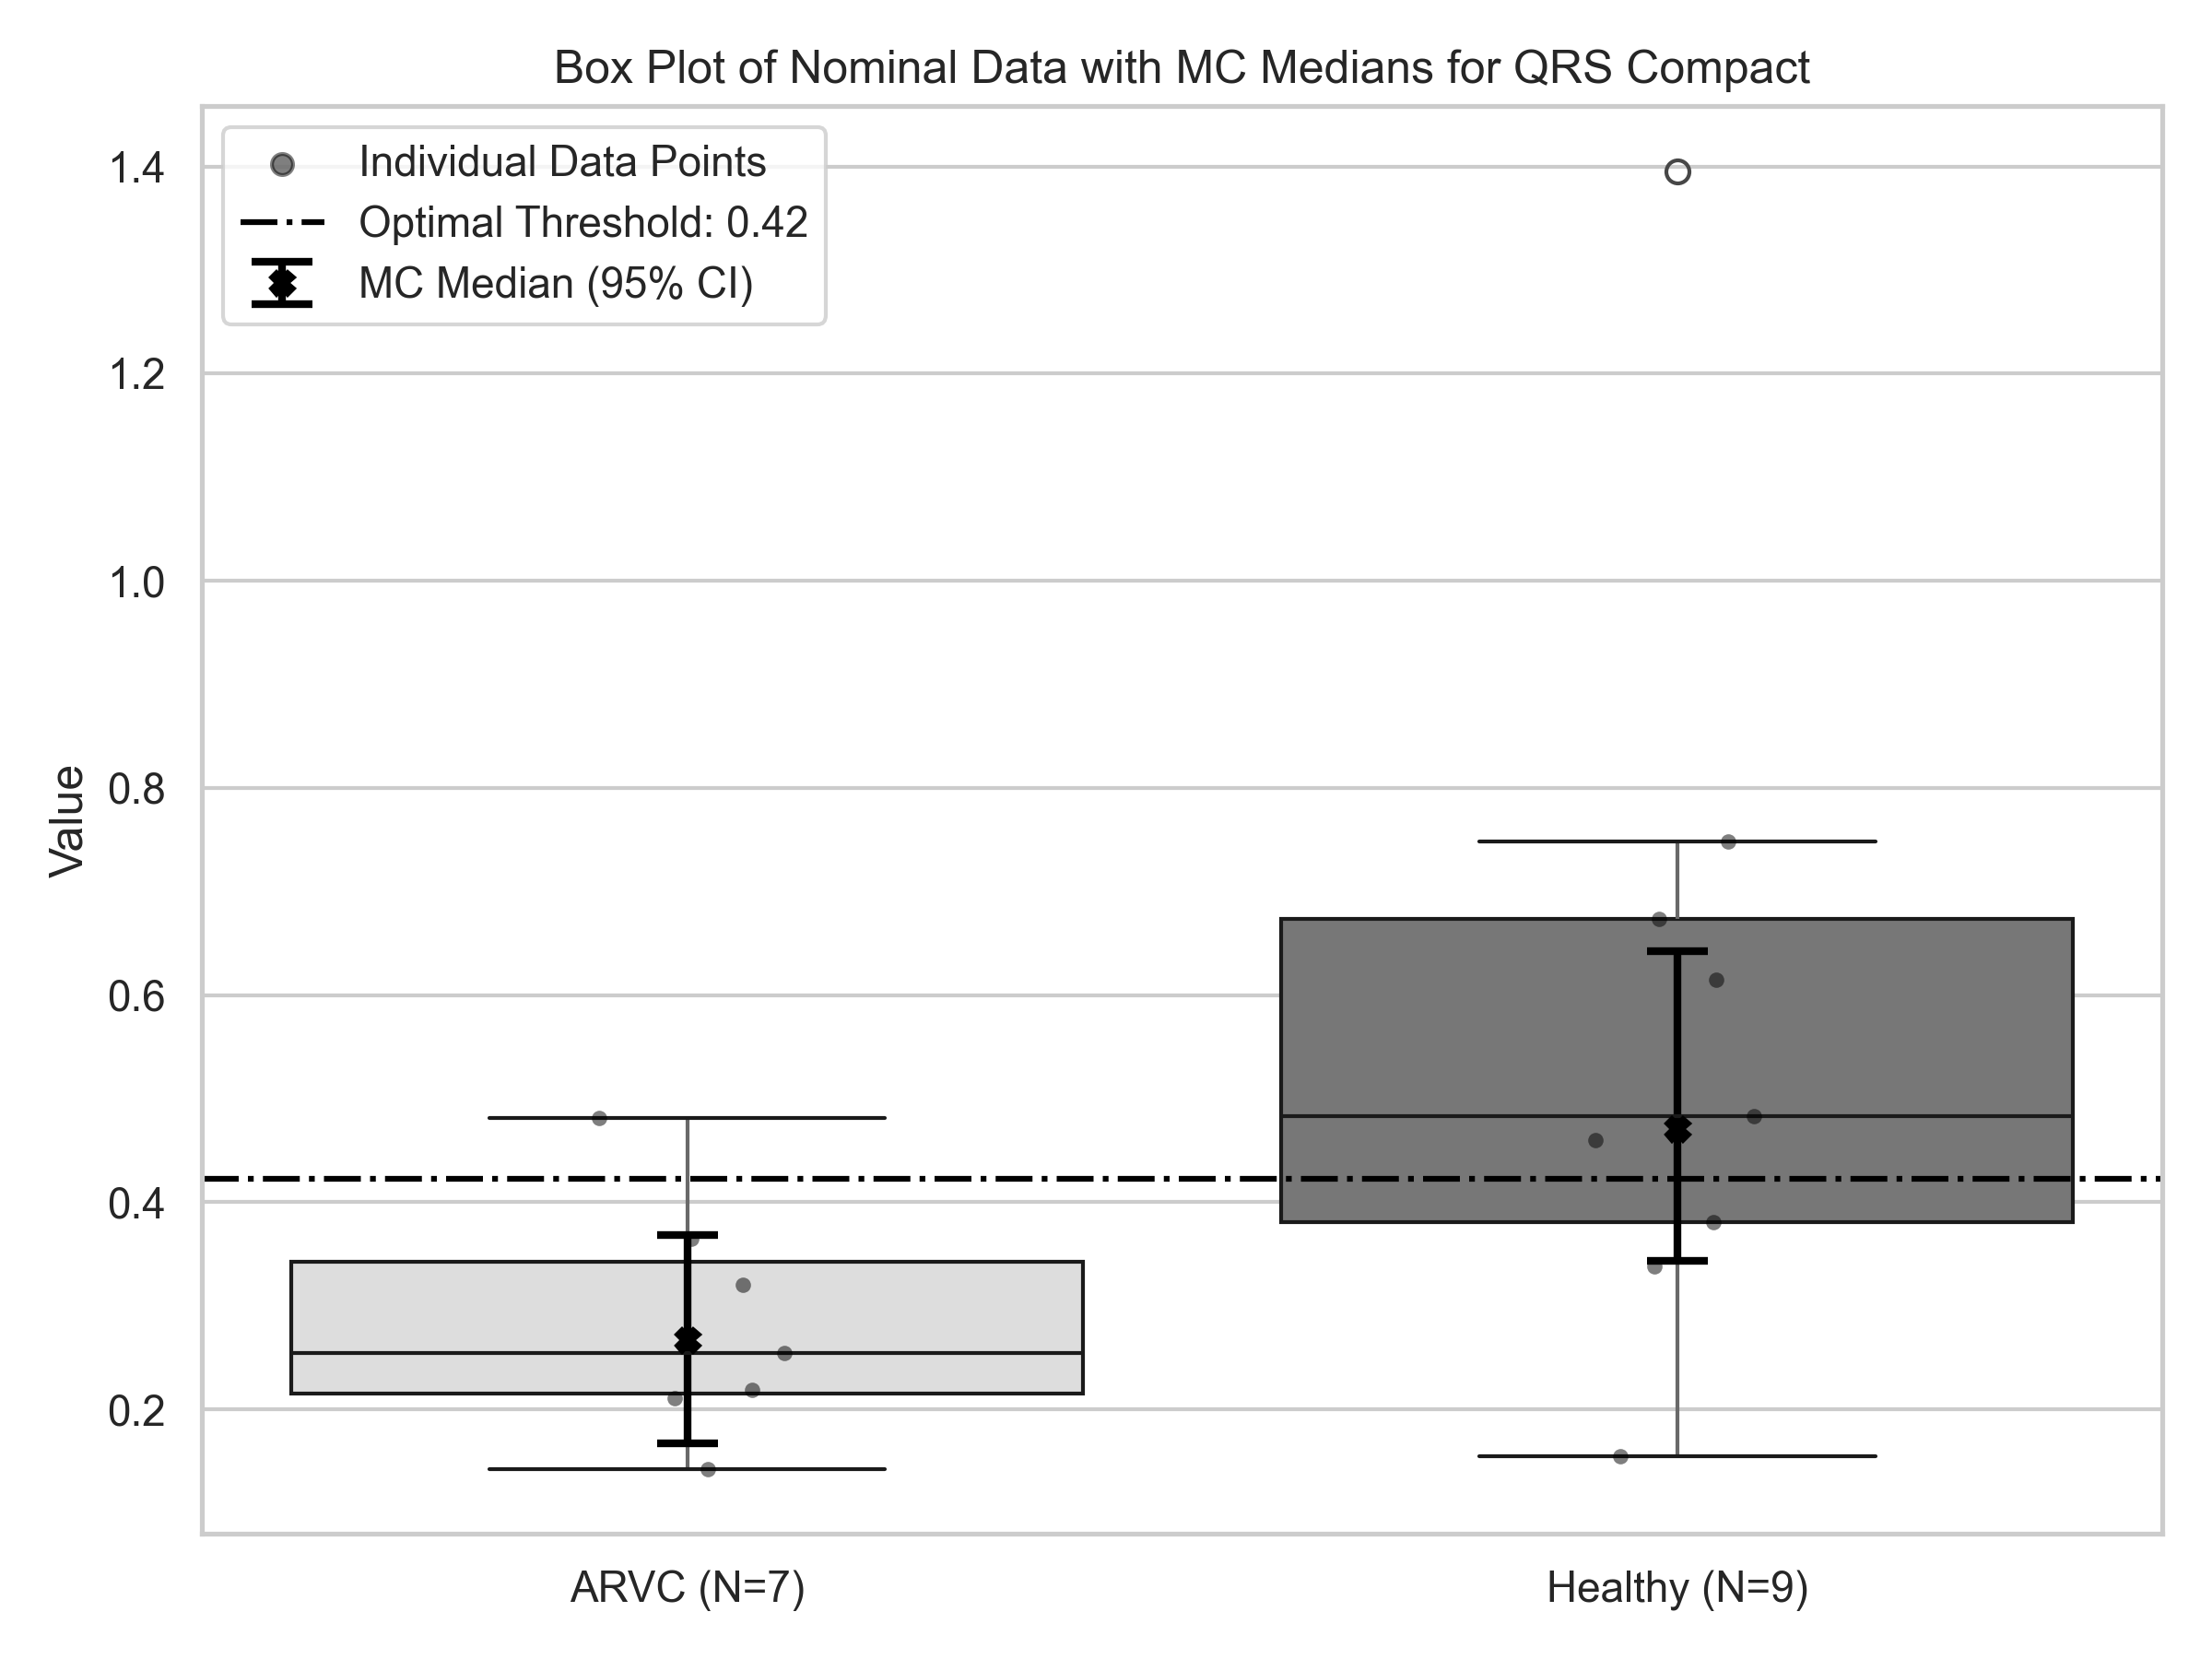 Box Plot of Nominal Data with MC Medians for QRS Compact
Individual Data Points
Optimal Threshold: 0.42
MC Median (95% CI)
1.4
1.2
1.0
0.8
0.6
0.4
0.2
Value
ARVC (N=7)
Healthy (N=9)